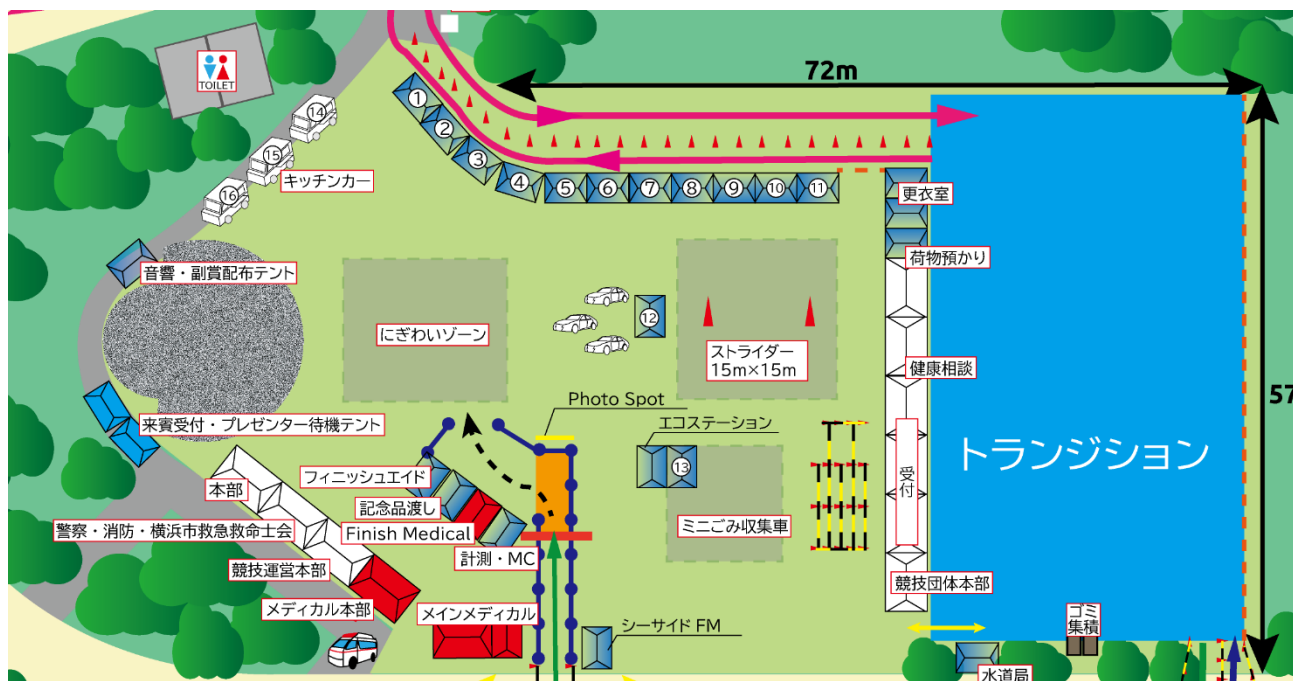 72m
TOILET
①
②
③
④
⑤
⑥
⑦
⑧
⑨
⑩
⑪
⑭
⑮
⑯
キッチンカー
更衣室
荷物預かり
音響・副賞配布テント
にぎわいゾーン
⑫
ストライダー
15m×15m
健康相談
57
Photo Spot
エコステーション
来賓受付・プレゼンター待機テント
トランジション
受付
⑬
フィニッシュエイド
本部
記念品渡し
警察・消防・横浜市救急救命士会
Finish Medical
ミニごみ収集車
計測・MC
競技運営本部
競技団体本部
メディカル本部
メインメディカル
シーサイド FM
ゴミ
集積
水道局